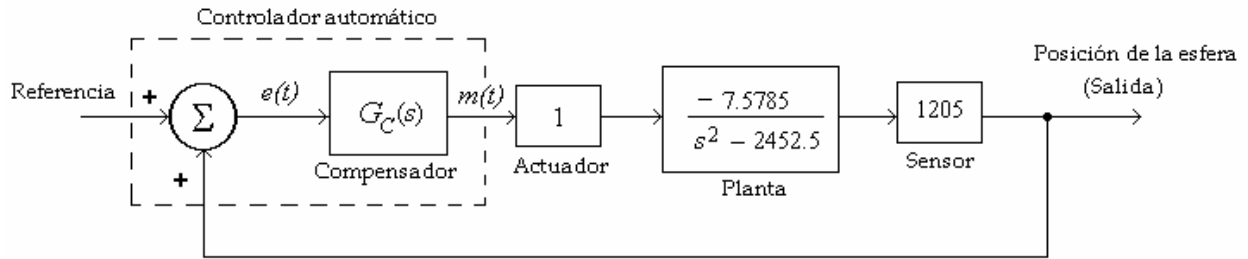 Controlador automático
Referencia
+
+
Σ
e(t)
G_C(s)
Compensador
m(t)
1
Actuador
- 7.5785
s² - 2452.5
Planta
1205
Sensor
Posición de la esfera
(Salida)